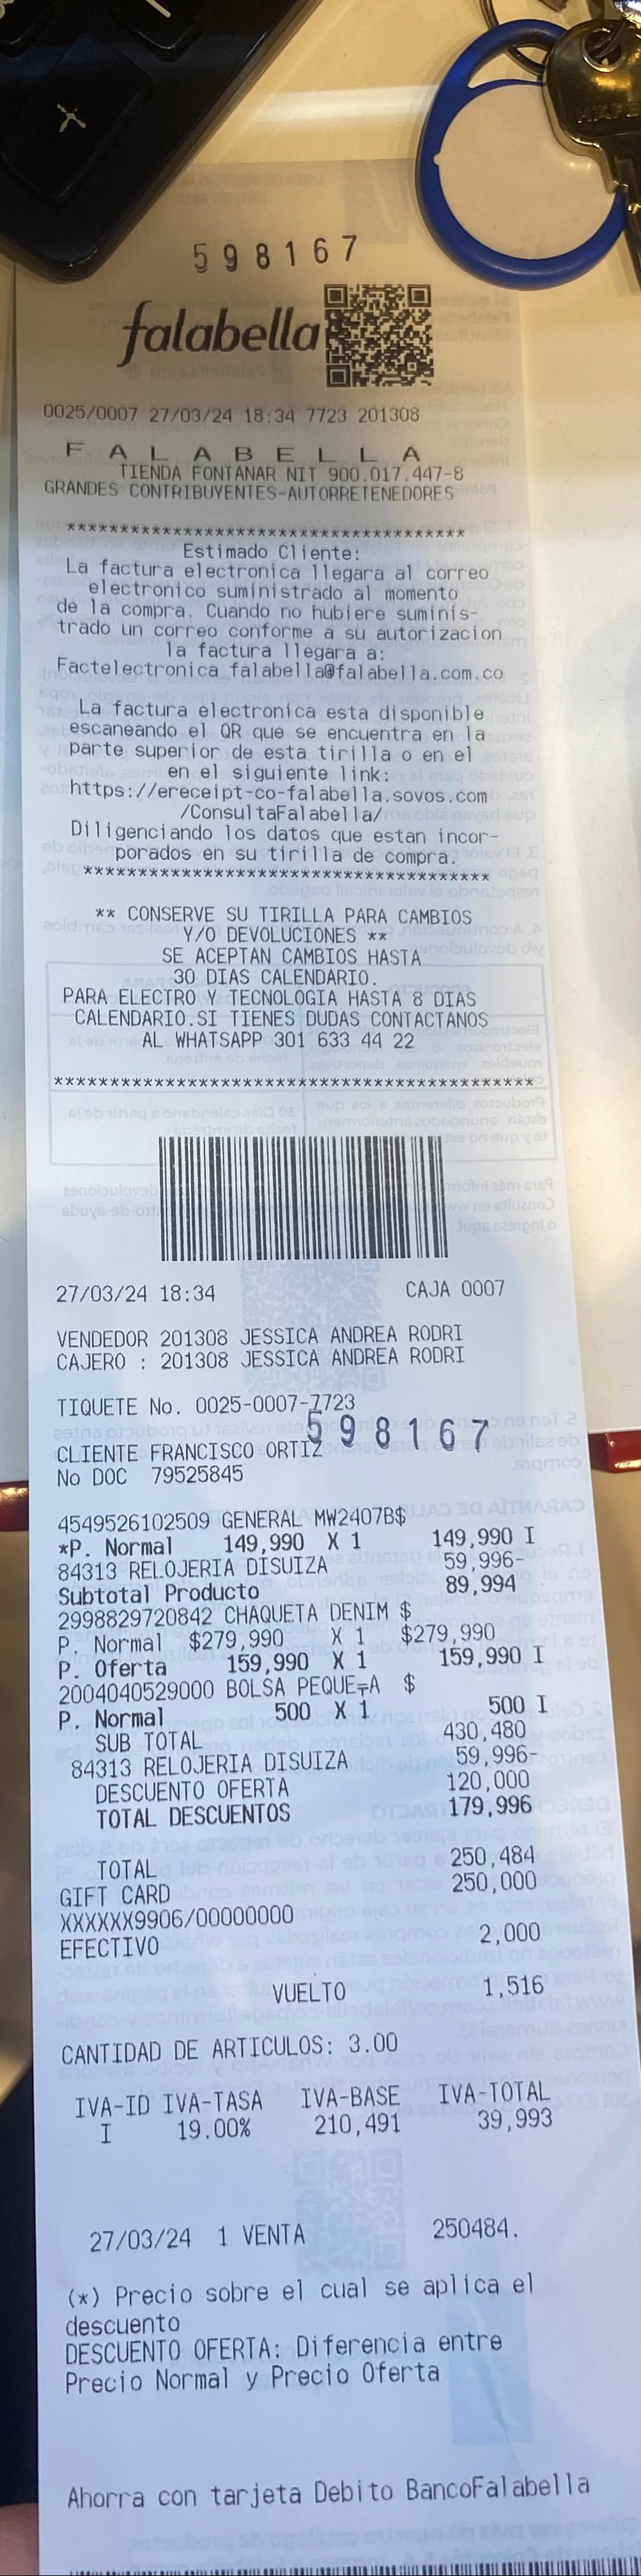 598167
falabella
0025/0007 27/03/24 18:34 7723 201308
F A L A B E L L A
TIENDA FONTANAR NIT 900.017.447-8
GRANDES CONTRIBUYENTES-AUTORRETENEDORES
**************************************
Estimado Cliente:
La factura electronica llegara al correo
electronico suministrado al momento
de la compra. Cuando no hubiere suminis-
trado un correo conforme a su autorizacion
la factura llegara a:
Factelectronica_falabella@falabella.com.co
La factura electronica esta disponible
escaneando el QR que se encuentra en la
parte superior de esta tirilla o en el
en el siguiente link:
https://ereceipt-co-falabella.sovos.com
/ConsultaFalabella/
Diligenciando los datos que estan incor-
porados en su tirilla de compra.
**************************************
** CONSERVE SU TIRILLA PARA CAMBIOS
Y/O DEVOLUCIONES **
SE ACEPTAN CAMBIOS HASTA
30 DIAS CALENDARIO.
PARA ELECTRO Y TECNOLOGIA HASTA 8 DIAS
CALENDARIO.SI TIENES DUDAS CONTACTANOS
AL WHATSAPP 301 633 44 22
*******************************************
27/03/24 18:34 CAJA 0007
VENDEDOR 201308 JESSICA ANDREA RODRI
CAJERO : 201308 JESSICA ANDREA RODRI
TIQUETE No. 0025-0007-7723
598167
CLIENTE FRANCISCO ORTIZ
No DOC 79525845
4549526102509 GENERAL MW2407B$
*P. Normal 149,990 X 1 149,990 I
84313 RELOJERIA DISUIZA 59,996-
Subtotal Producto 89,994
2998829720842 CHAQUETA DENIM $
P. Normal $279,990 X 1 $279,990
P. Oferta 159,990 X 1 159,990 I
2004040529000 BOLSA PEQUE╤A $
P. Normal 500 X 1 500 I
SUB TOTAL 430,480
84313 RELOJERIA DISUIZA 59,996-
DESCUENTO OFERTA 120,000
TOTAL DESCUENTOS 179,996
TOTAL 250,484
GIFT CARD 250,000
XXXXXX9906/00000000
EFECTIVO 2,000
VUELTO 1,516
CANTIDAD DE ARTICULOS: 3.00
IVA-ID IVA-TASA IVA-BASE IVA-TOTAL
I 19.00% 210,491 39,993
27/03/24 1 VENTA 250484.
(*) Precio sobre el cual se aplica el
descuento
DESCUENTO OFERTA: Diferencia entre
Precio Normal y Precio Oferta
Ahorra con tarjeta Debito BancoFalabella